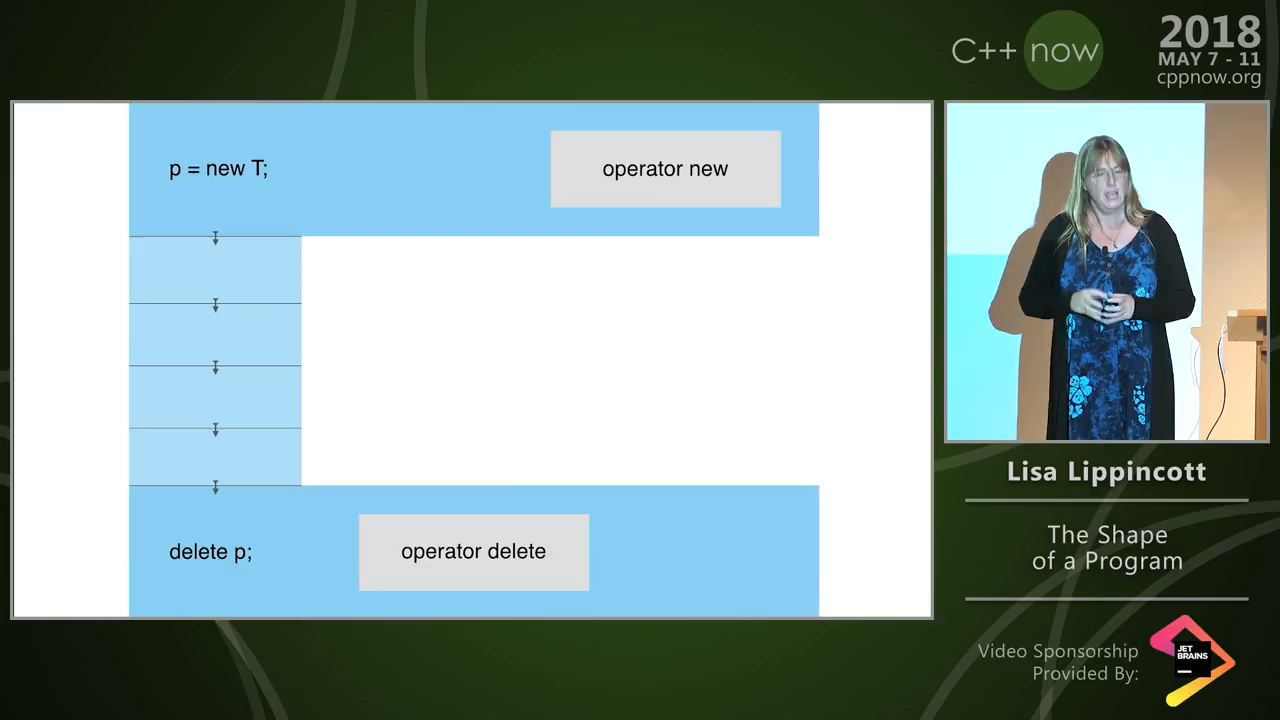 C++ now
2018
MAY 7 - 11
cppnow.org
p = new T;
operator new
delete p;
operator delete
Lisa Lippincott
The Shape
of a Program
Video Sponsorship
Provided By:
JET
BRAINS